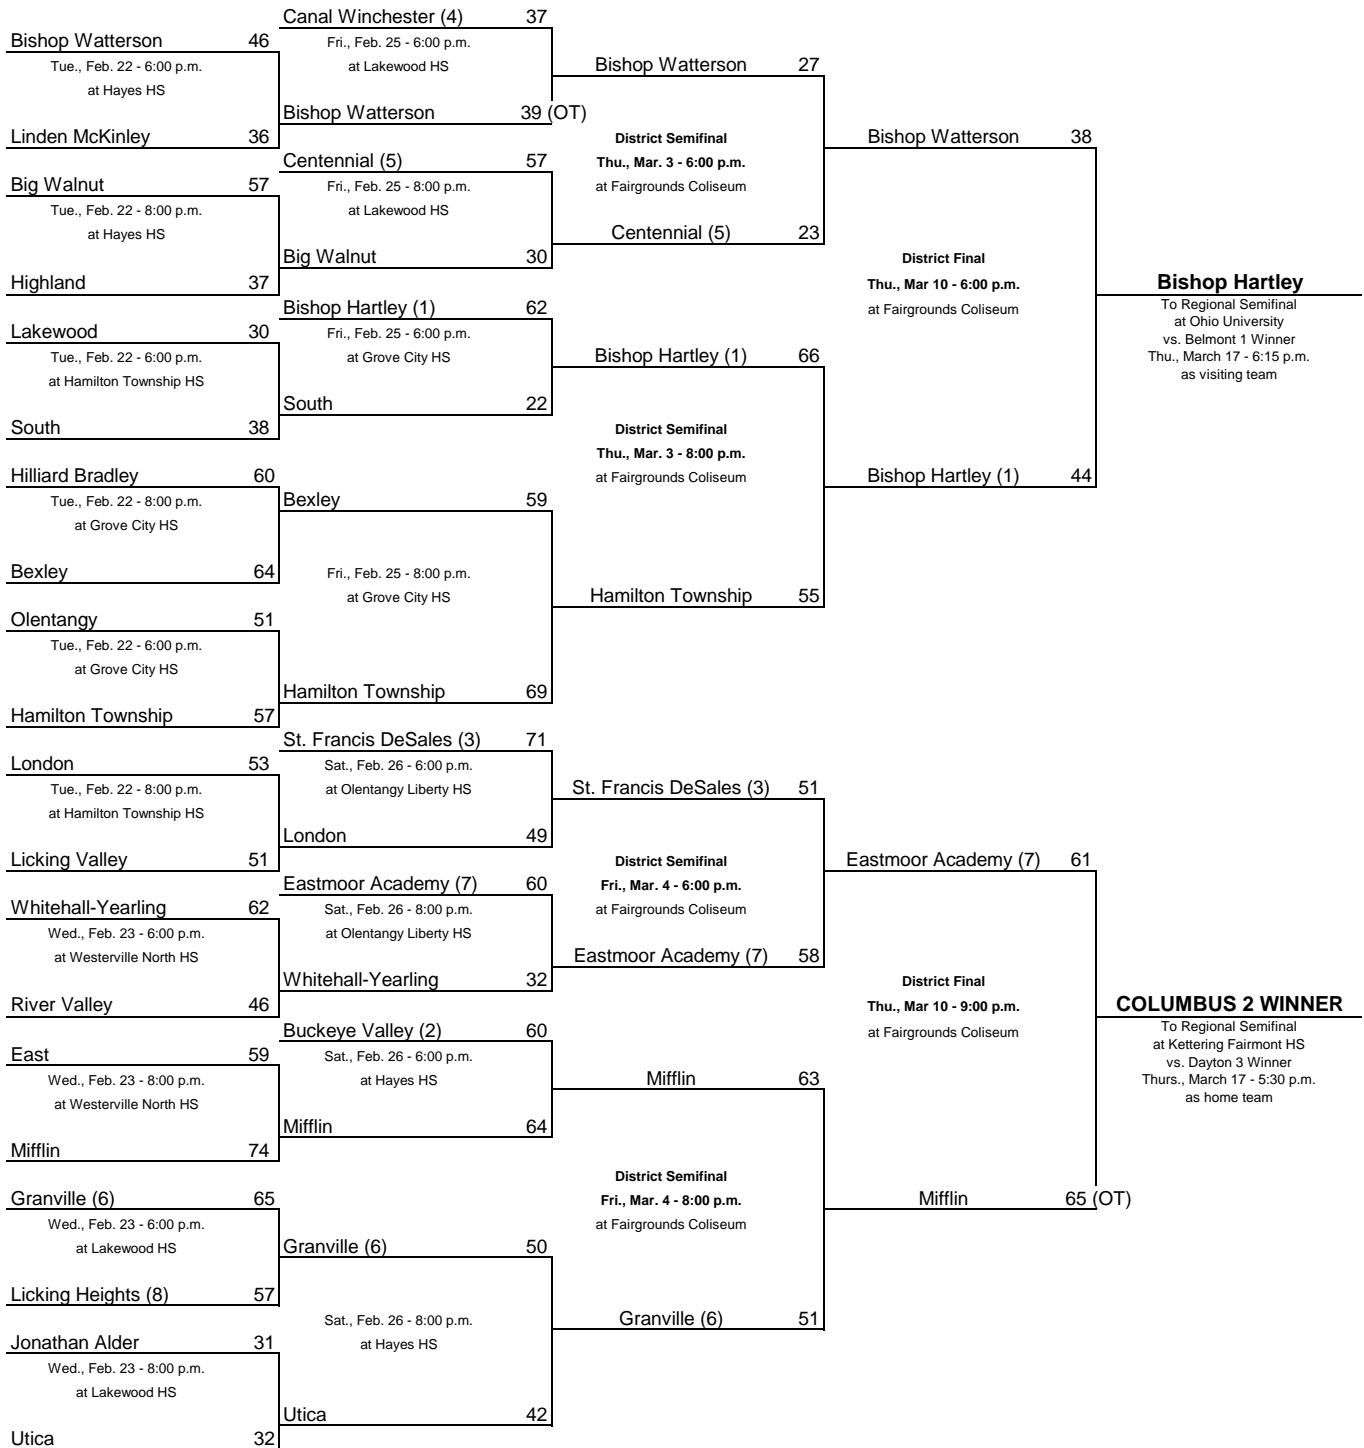 Canal Winchester (4) 37
Bishop Watterson 46
Fri., Feb. 25 - 6:00 p.m.
Tue., Feb. 22 - 6:00 p.m.
at Lakewood HS
Bishop Watterson 27
at Hayes HS
Bishop Watterson 39 (OT)
Linden McKinley 36
District Semifinal
Bishop Watterson 38
Centennial (5) 57
Thu., Mar. 3 - 6:00 p.m.
Big Walnut 57
Fri., Feb. 25 - 8:00 p.m.
at Fairgrounds Coliseum
Tue., Feb. 22 - 8:00 p.m.
at Lakewood HS
at Hayes HS
Centennial (5) 23
Big Walnut 30
District Final
Highland 37
Thu., Mar 10 - 6:00 p.m.
Bishop Hartley
Bishop Hartley (1) 62
at Fairgrounds Coliseum
To Regional Semifinal
Lakewood 30
Fri., Feb. 25 - 6:00 p.m.
at Ohio University
Tue., Feb. 22 - 6:00 p.m.
at Grove City HS
Bishop Hartley (1) 66
vs. Belmont 1 Winner
Thu., March 17 - 6:15 p.m.
at Hamilton Township HS
as visiting team
South 22
South 38
District Semifinal
Thu., Mar. 3 - 8:00 p.m.
Hilliard Bradley 60
at Fairgrounds Coliseum
Bishop Hartley (1) 44
Tue., Feb. 22 - 8:00 p.m.
Bexley 59
at Grove City HS
Bexley 64
Fri., Feb. 25 - 8:00 p.m.
at Grove City HS
Hamilton Township 55
Olentangy 51
Tue., Feb. 22 - 6:00 p.m.
at Grove City HS
Hamilton Township 69
Hamilton Township 57
St. Francis DeSales (3) 71
London 53
Sat., Feb. 26 - 6:00 p.m.
Tue., Feb. 22 - 8:00 p.m.
at Olentangy Liberty HS
St. Francis DeSales (3) 51
at Hamilton Township HS
London 49
Licking Valley 51
District Semifinal
Eastmoor Academy (7) 61
Eastmoor Academy (7) 60
Fri., Mar. 4 - 6:00 p.m.
Whitehall-Yearling 62
Sat., Feb. 26 - 8:00 p.m.
at Fairgrounds Coliseum
Wed., Feb. 23 - 6:00 p.m.
at Olentangy Liberty HS
at Westerville North HS
Eastmoor Academy (7) 58
Whitehall-Yearling 32
District Final
River Valley 46
Thu., Mar 10 - 9:00 p.m.
COLUMBUS 2 WINNER
Buckeye Valley (2) 60
at Fairgrounds Coliseum
To Regional Semifinal
East 59
Sat., Feb. 26 - 6:00 p.m.
at Kettering Fairmont HS
Wed., Feb. 23 - 8:00 p.m.
at Hayes HS
Mifflin 63
vs. Dayton 3 Winner
Thurs., March 17 - 5:30 p.m.
at Westerville North HS
as home team
Mifflin 64
Mifflin 74
District Semifinal
Granville (6) 65
Fri., Mar. 4 - 8:00 p.m.
Mifflin 65 (OT)
Wed., Feb. 23 - 6:00 p.m.
at Fairgrounds Coliseum
at Lakewood HS
Granville (6) 50
Licking Heights (8) 57
Sat., Feb. 26 - 8:00 p.m.
Granville (6) 51
Jonathan Alder 31
at Hayes HS
Wed., Feb. 23 - 8:00 p.m.
at Lakewood HS
Utica 42
Utica 32